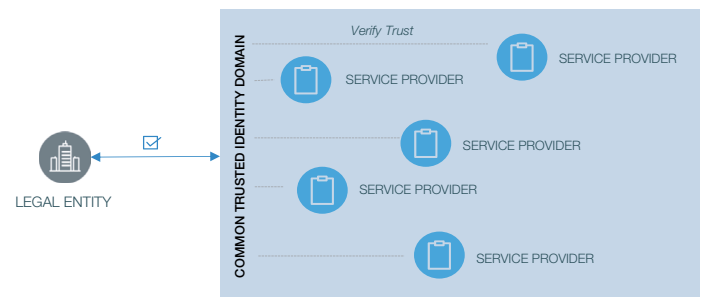 Verify Trust
SERVICE PROVIDER
SERVICE PROVIDER
SERVICE PROVIDER
SERVICE PROVIDER
SERVICE PROVIDER
COMMON TRUSTED IDENTITY DOMAIN
LEGAL ENTITY